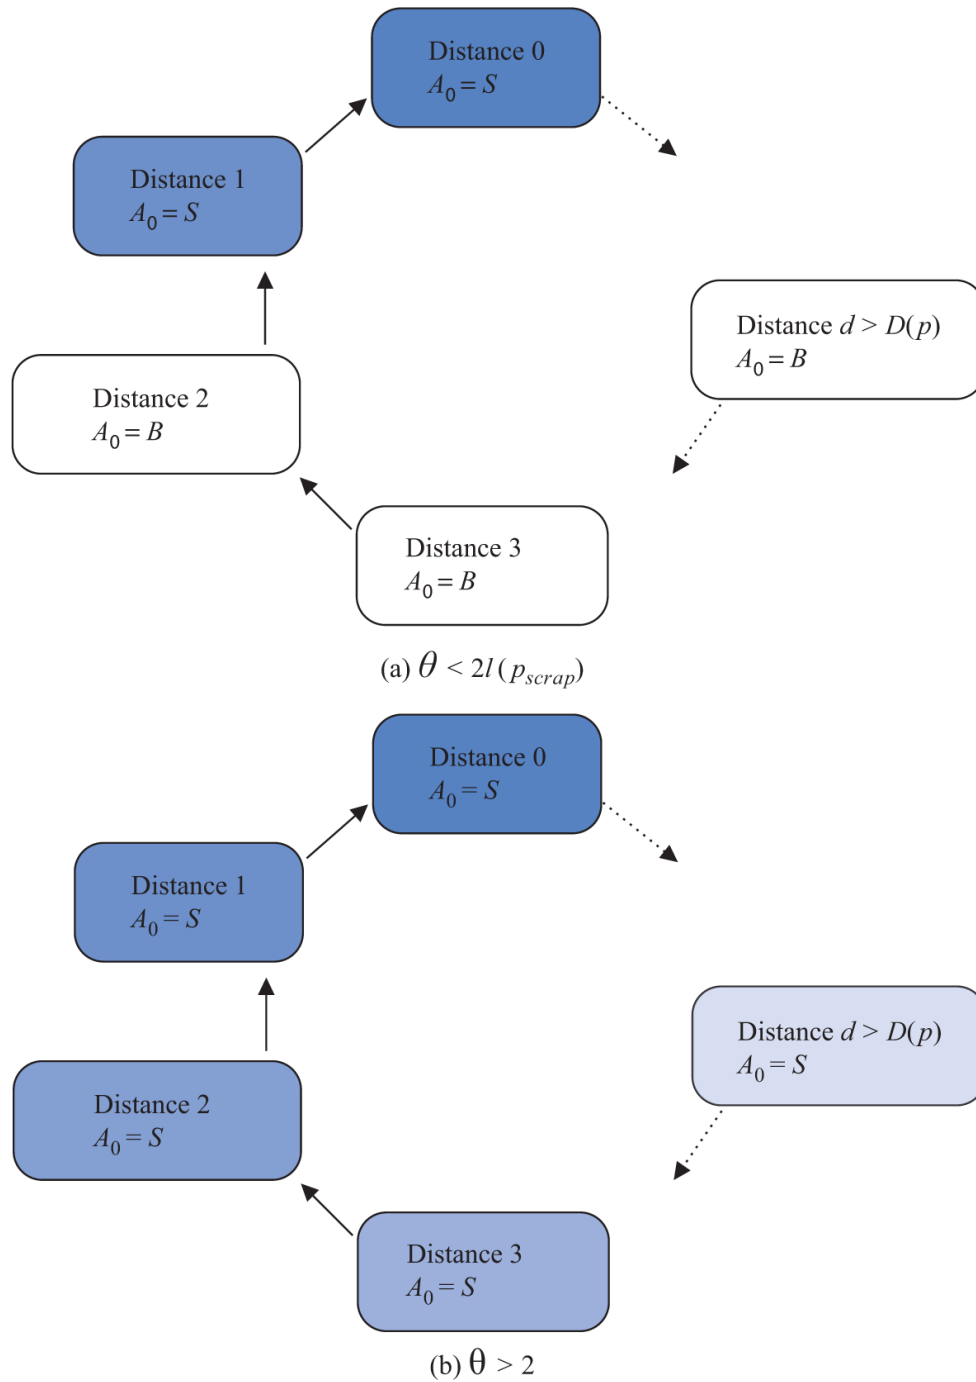 Distance 0
A₀ = S
Distance 1
A₀ = S
Distance d > D(p)
A₀ = B
Distance 2
A₀ = B
Distance 3
A₀ = B
(a) θ < 2l (p_scrap)
Distance 0
A₀ = S
Distance 1
A₀ = S
Distance d > D(p)
A₀ = S
Distance 2
A₀ = S
Distance 3
A₀ = S
(b) θ > 2